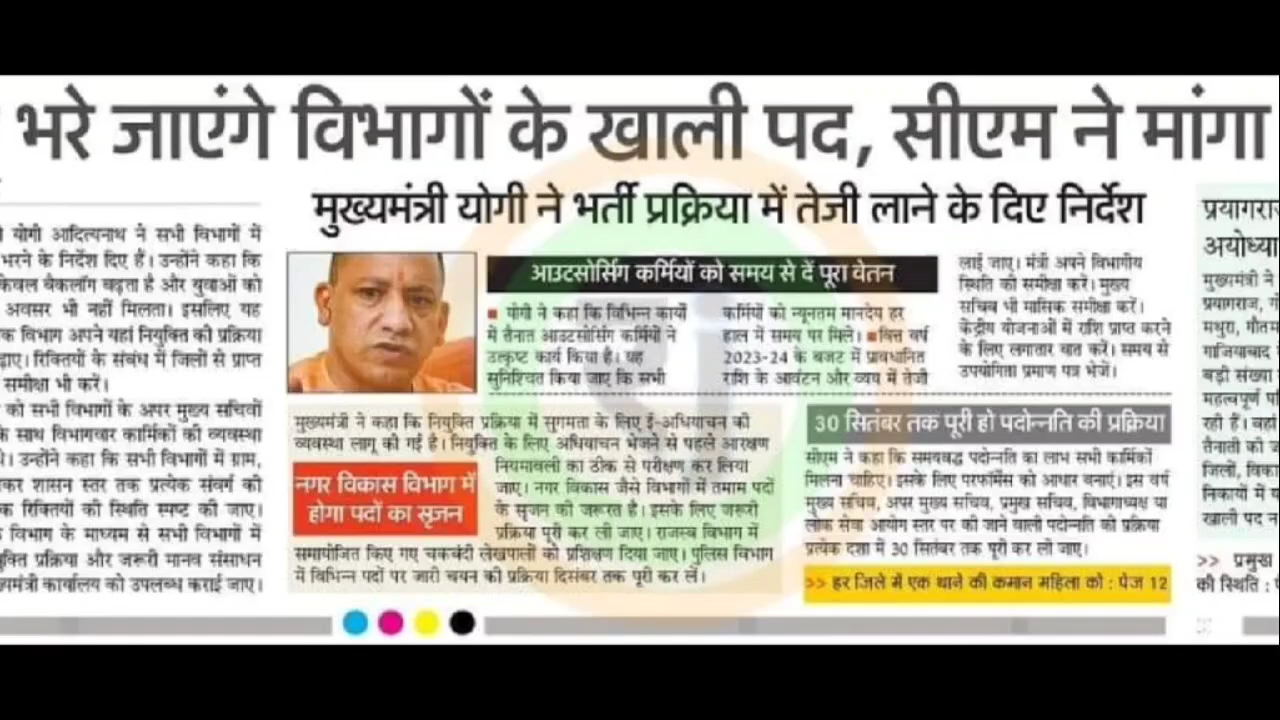 भरे जाएंगे विभागों के खाली पद, सीएम ने मांगा
मुख्यमंत्री योगी ने भर्ती प्रक्रिया में तेजी लाने के दिए निर्देश
योगी आदित्यनाथ ने सभी विभागों में
भरने के निर्देश दिए हैं। उन्होंने कहा कि
केवल बैकलॉग बढ़ता है और युवाओं को
अवसर भी नहीं मिलता। इसलिए यह
क विभाग अपने यहां नियुक्ति की प्रक्रिया
ढ़ाए। रिक्तियों के संबंध में जिलों से प्राप्त
समीक्षा भी करें।
को सभी विभागों के अपर मुख्य सचिवों
के साथ विभागवार कार्मिकों की व्यवस्था
उन्होंने कहा कि सभी विभागों में ग्राम,
कर शासन स्तर तक प्रत्येक संवर्ग की
क रिक्तियों की स्थिति स्पष्ट की जाए।
विभाग के माध्यम से सभी विभागों में
युक्ति प्रक्रिया और जरूरी मानव संसाधन
ख्यमंत्री कार्यालय को उपलब्ध कराई जाए।
आउटसोर्सिंग कर्मियों को समय से दें पूरा वेतन
■ योगी ने कहा कि विभिन्न कार्यों
में तैनात आउटसोर्सिंग कर्मियों ने
उत्कृष्ट कार्य किया है। यह
सुनिश्चित किया जाए कि सभी
कर्मियों को न्यूनतम मानदेय हर
हाल में समय पर मिले। ■ वित्त वर्ष
2023-24 के बजट में प्रावधानित
राशि के आवंटन और व्यय में तेजी
लाई जाए। मंत्री अपने विभागीय
स्थिति की समीक्षा करें। मुख्य
सचिव भी मासिक समीक्षा करें।
केंद्रीय योजनाओं में राशि प्राप्त करने
के लिए लगातार बात करें। समय से
उपयोगिता प्रमाण पत्र भेजें।
मुख्यमंत्री ने कहा कि नियुक्ति प्रक्रिया में सुगमता के लिए ई-अधियाचन की
व्यवस्था लागू की गई है। नियुक्ति के लिए अधियाचन भेजने से पहले आरक्षण
नियमावली का ठीक से परीक्षण कर लिया
जाए। नगर विकास जैसे विभागों में तमाम पदों
के सृजन की जरूरत है। इसके लिए जरूरी
प्रक्रिया पूरी कर ली जाए। राजस्व विभाग में
नगर विकास विभाग में
होगा पदों का सृजन
समायोजित किए गए चकबंदी लेखपालों को प्रशिक्षण दिया जाए। पुलिस विभाग
में विभिन्न पदों पर जारी चयन की प्रक्रिया दिसंबर तक पूरी कर लें।
30 सितंबर तक पूरी हो पदोन्नति की प्रक्रिया
सीएम ने कहा कि समयबद्ध पदोन्नति का लाभ सभी कार्मिकों
मिलना चाहिए। इसके लिए परफॉर्मेंस को आधार बनाएं। इस वर्ष
मुख्य सचिव, अपर मुख्य सचिव, प्रमुख सचिव, विभागाध्यक्ष या
लोक सेवा आयोग स्तर पर की जाने वाली पदोन्नति की प्रक्रिया
प्रत्येक दशा में 30 सितंबर तक पूरी कर ली जाए।
>> हर जिले में एक थाने की कमान महिला को : पेज 12
प्रयागराज
अयोध्या
मुख्यमंत्री ने
प्रयागराज,
मथुरा, गौतम
गाजियाबाद
बड़ी संख्या
महत्वपूर्ण
रही हैं। वहां
तैनाती को
जिलों, विका
निकायों में
खाली पद न
>> प्रमुख
की स्थिति :